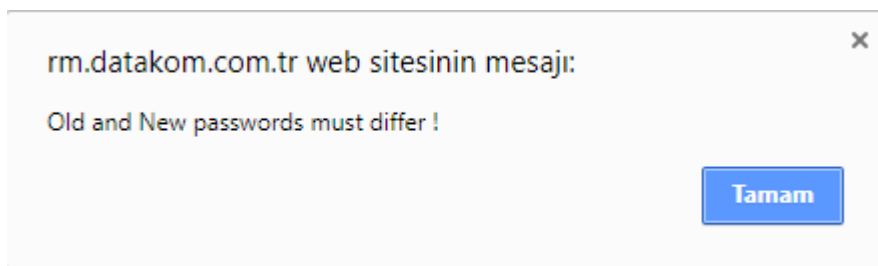 rm.datakom.com.tr web sitesinin mesajı:
Old and New passwords must differ !
Tamam